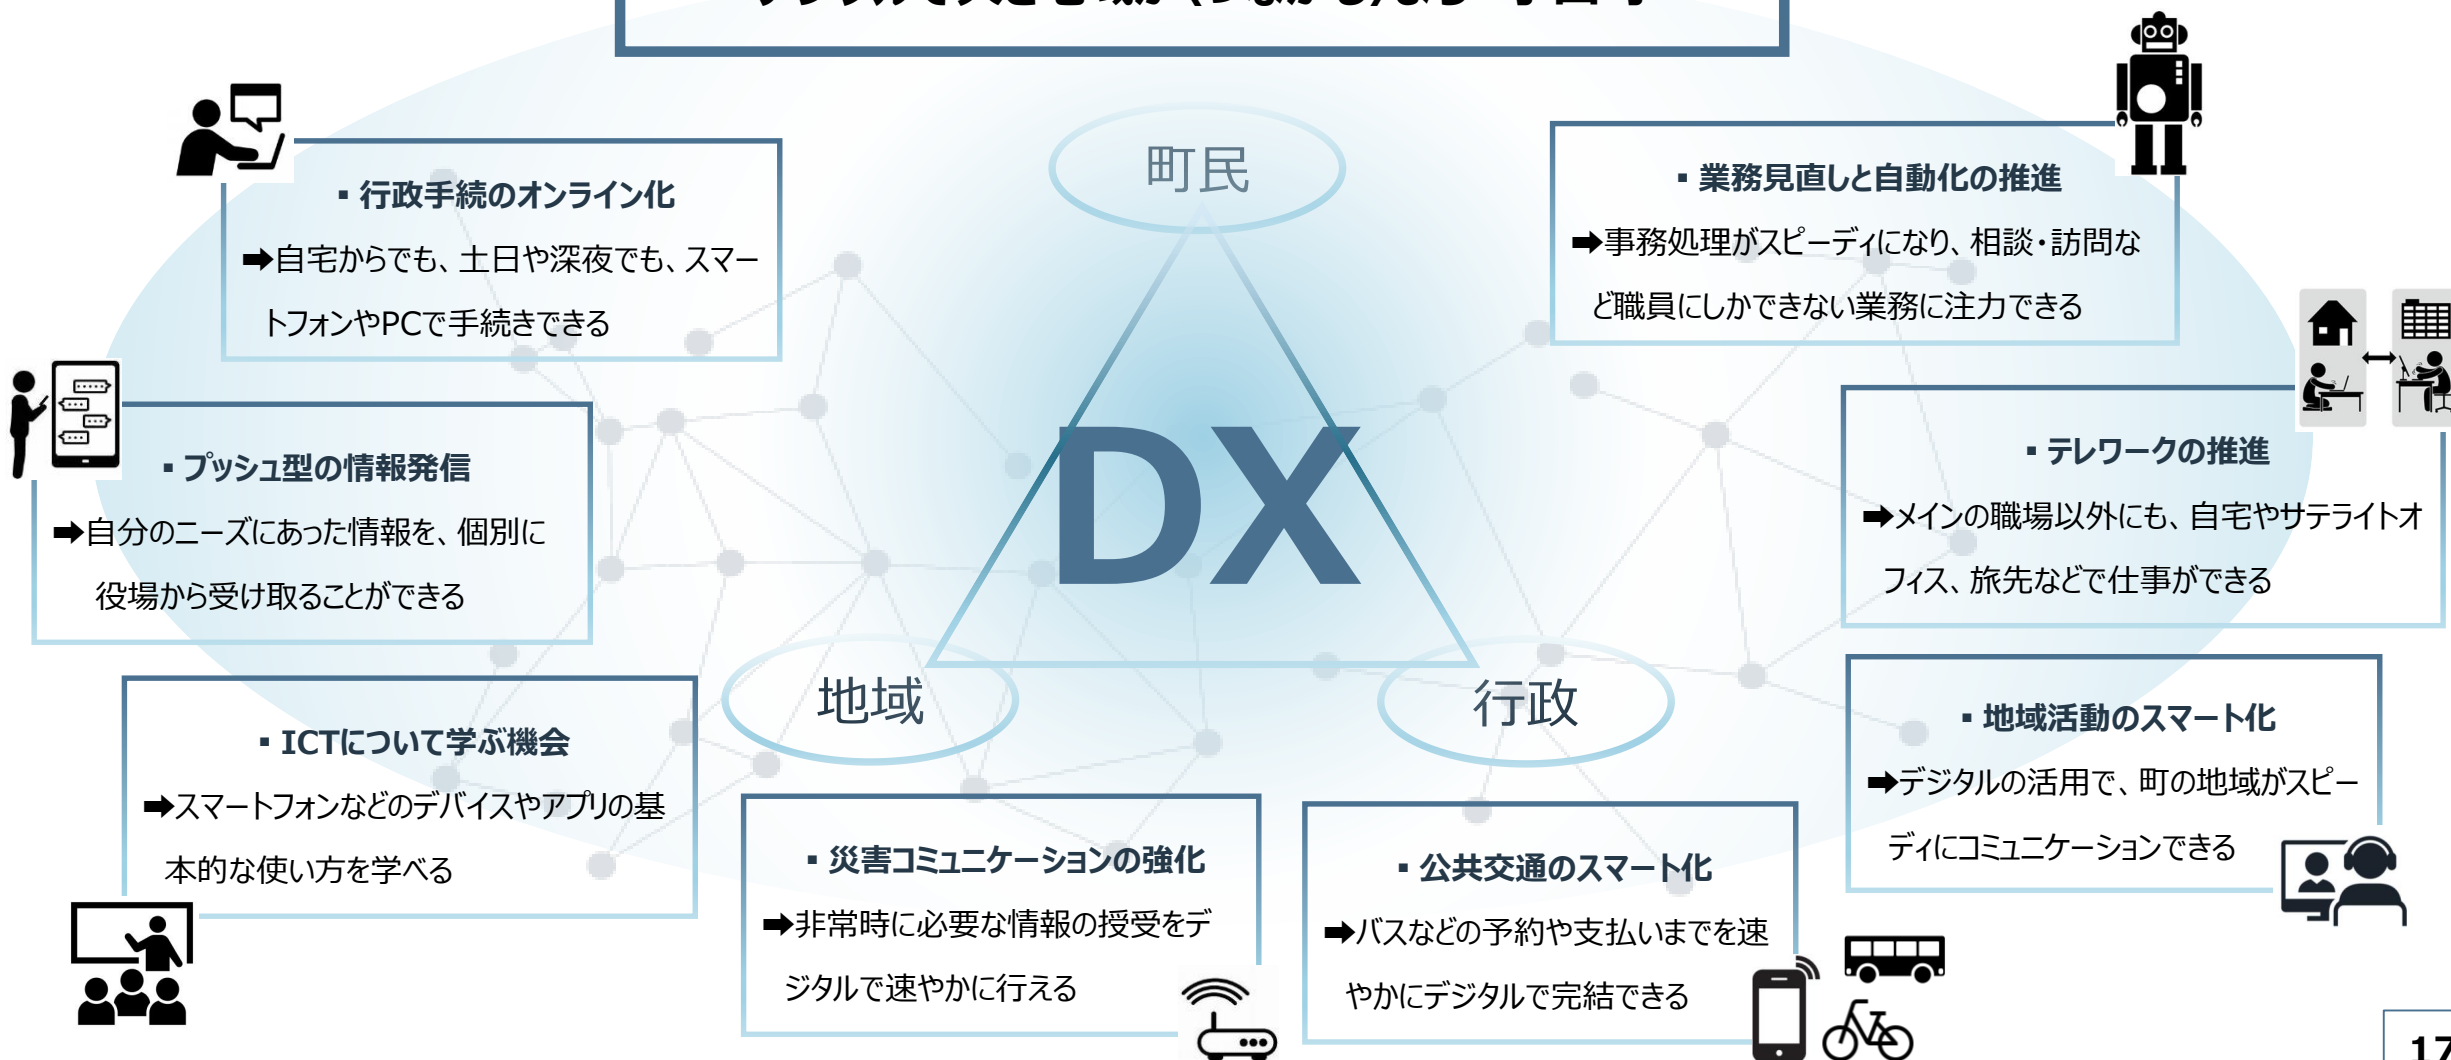 町民
DX
地域
行政
▪ 行政手続のオンライン化
➡自宅からでも、土日や深夜でも、スマー
トフォンやPCで手続きできる
▪ プッシュ型の情報発信
➡自分のニーズにあった情報を、個別に
役場から受け取ることができる
▪ ICTについて学ぶ機会
➡スマートフォンなどのデバイスやアプリの基
本的な使い方を学べる
▪ 災害コミュニケーションの強化
➡非常時に必要な情報の授受をデ
ジタルで速やかに行える
▪ 公共交通のスマート化
➡バスなどの予約や支払いまでを速
やかにデジタルで完結できる
▪ 業務見直しと自動化の推進
➡事務処理がスピーディになり、相談・訪問な
ど職員にしかできない業務に注力できる
▪ テレワークの推進
➡メインの職場以外にも、自宅やサテライトオ
フィス、旅先などで仕事ができる
▪ 地域活動のスマート化
➡デジタルの活用で、町の地域がスピー
ディにコミュニケーションできる
17